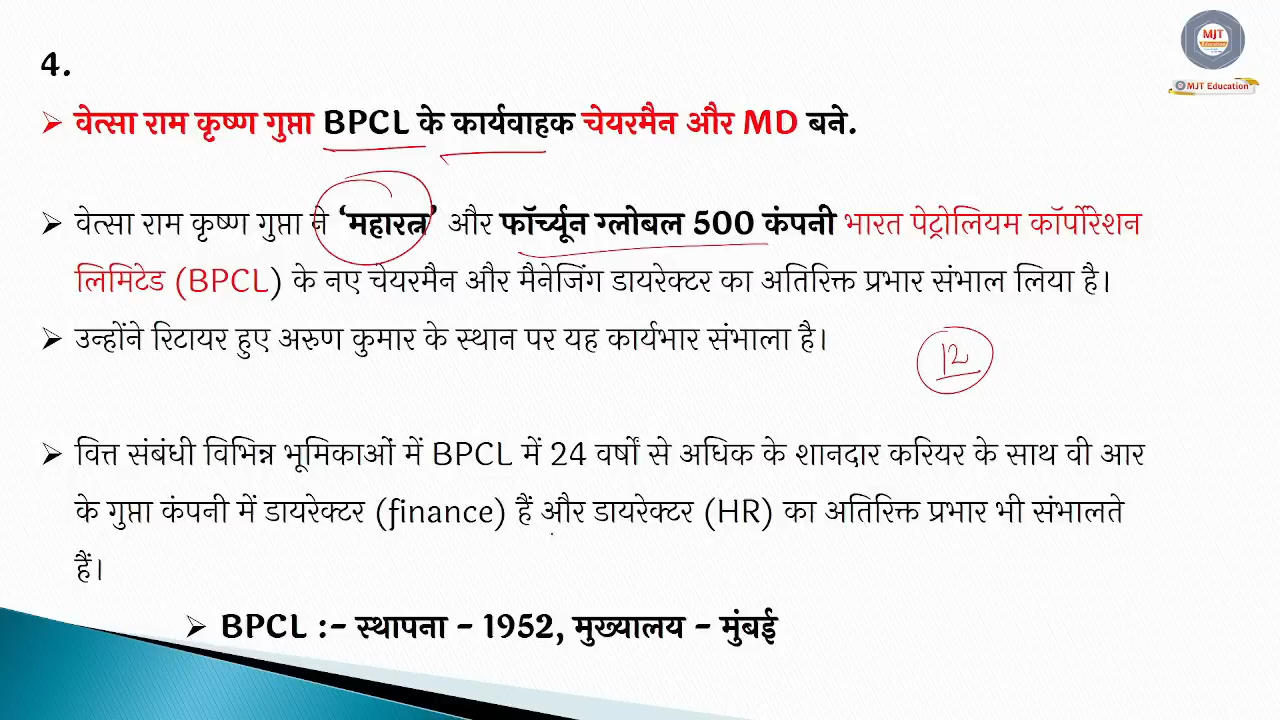 MJT
Education
MJT Education
4.
वेत्सा राम कृष्ण गुप्ता BPCL के कार्यवाहक चेयरमैन और MD बने.
वेत्सा राम कृष्ण गुप्ता ने ‘महारत्न’ और फॉर्च्यून ग्लोबल 500 कंपनी भारत पेट्रोलियम कॉर्पोरेशन
लिमिटेड (BPCL) के नए चेयरमैन और मैनेजिंग डायरेक्टर का अतिरिक्त प्रभार संभाल लिया है।
उन्होंने रिटायर हुए अरुण कुमार के स्थान पर यह कार्यभार संभाला है।
12
वित्त संबंधी विभिन्न भूमिकाओं में BPCL में 24 वर्षों से अधिक के शानदार करियर के साथ वी आर
के गुप्ता कंपनी में डायरेक्टर (finance) हैं और डायरेक्टर (HR) का अतिरिक्त प्रभार भी संभालते
हैं।
BPCL :- स्थापना - 1952, मुख्यालय - मुंबई